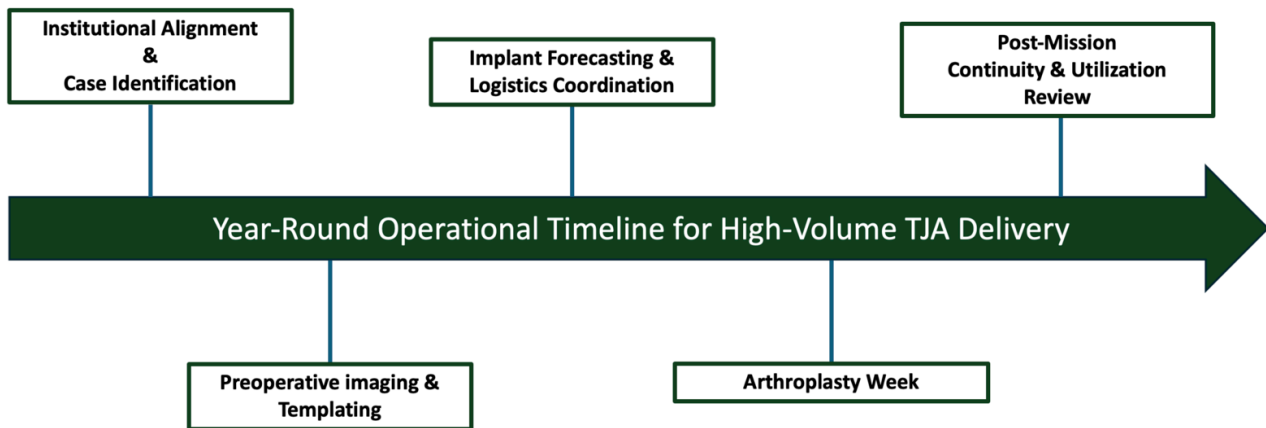 Institutional Alignment
&
Case Identification
Implant Forecasting &
Logistics Coordination
Post-Mission
Continuity & Utilization
Review
Year-Round Operational Timeline for High-Volume TJA Delivery
Preoperative imaging &
Templating
Arthroplasty Week